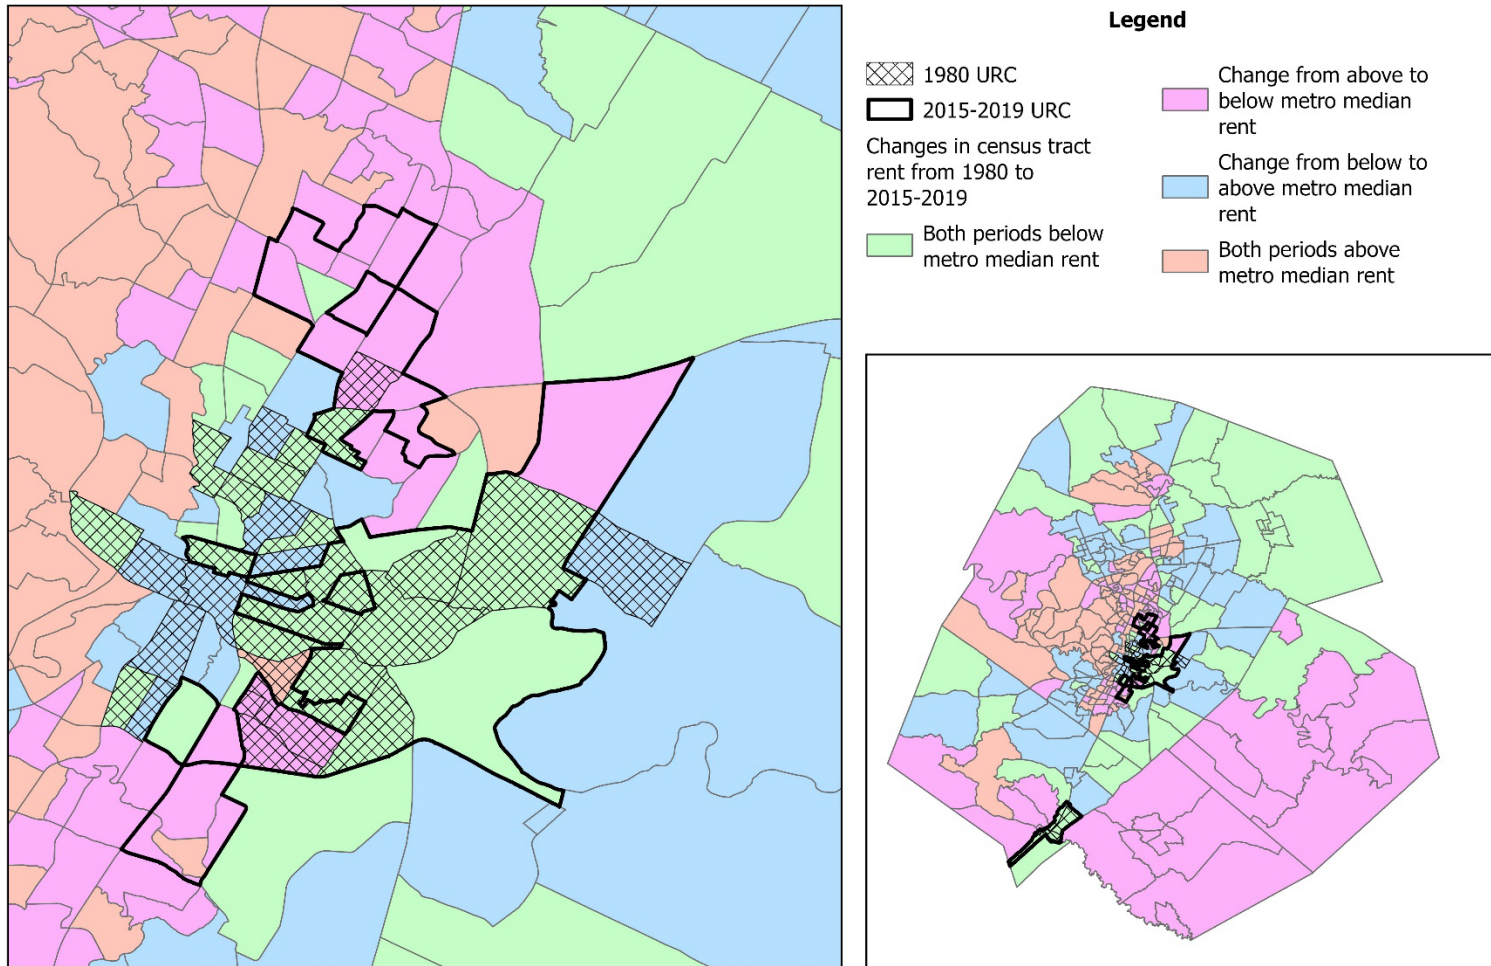 Legend
1980 URC
2015-2019 URC
Changes in census tract
rent from 1980 to
2015-2019
Both periods below
metro median rent
Change from above to
below metro median
rent
Change from below to
above metro median
rent
Both periods above
metro median rent